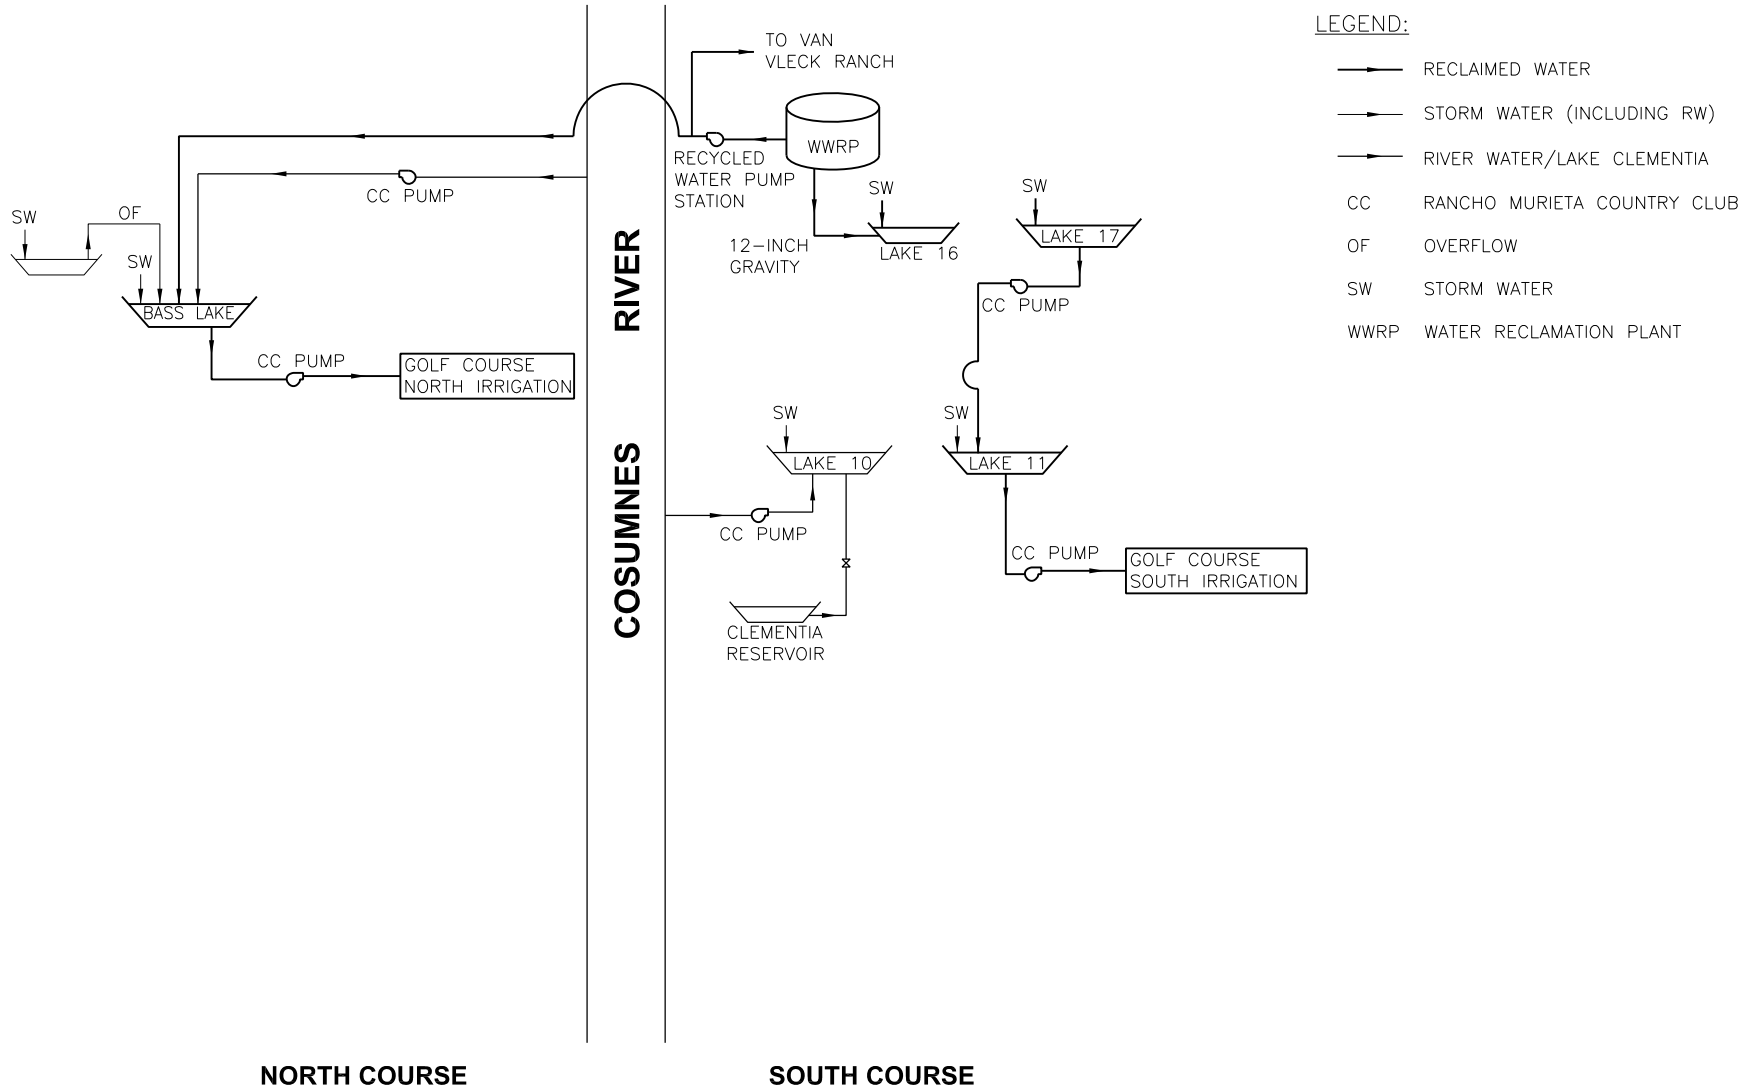 LEGEND:
TO VAN
VLECK RANCH
RECLAIMED WATER
STORM WATER (INCLUDING RW)
WWRP
RECYCLED
WATER PUMP
STATION
RIVER WATER/LAKE CLEMENTIA
CC PUMP
SW
SW
CC RANCHO MURIETA COUNTRY CLUB
SW
OF
12-INCH
GRAVITY
LAKE 16
LAKE 17
OF OVERFLOW
SW
SW STORM WATER
BASS LAKE
CC PUMP
WWRP WATER RECLAMATION PLANT
CC PUMP
GOLF COURSE
NORTH IRRIGATION
COSUMNES RIVER
SW
SW
LAKE 10
LAKE 11
CC PUMP
CC PUMP
GOLF COURSE
SOUTH IRRIGATION
CLEMENTIA
RESERVOIR
NORTH COURSE
SOUTH COURSE